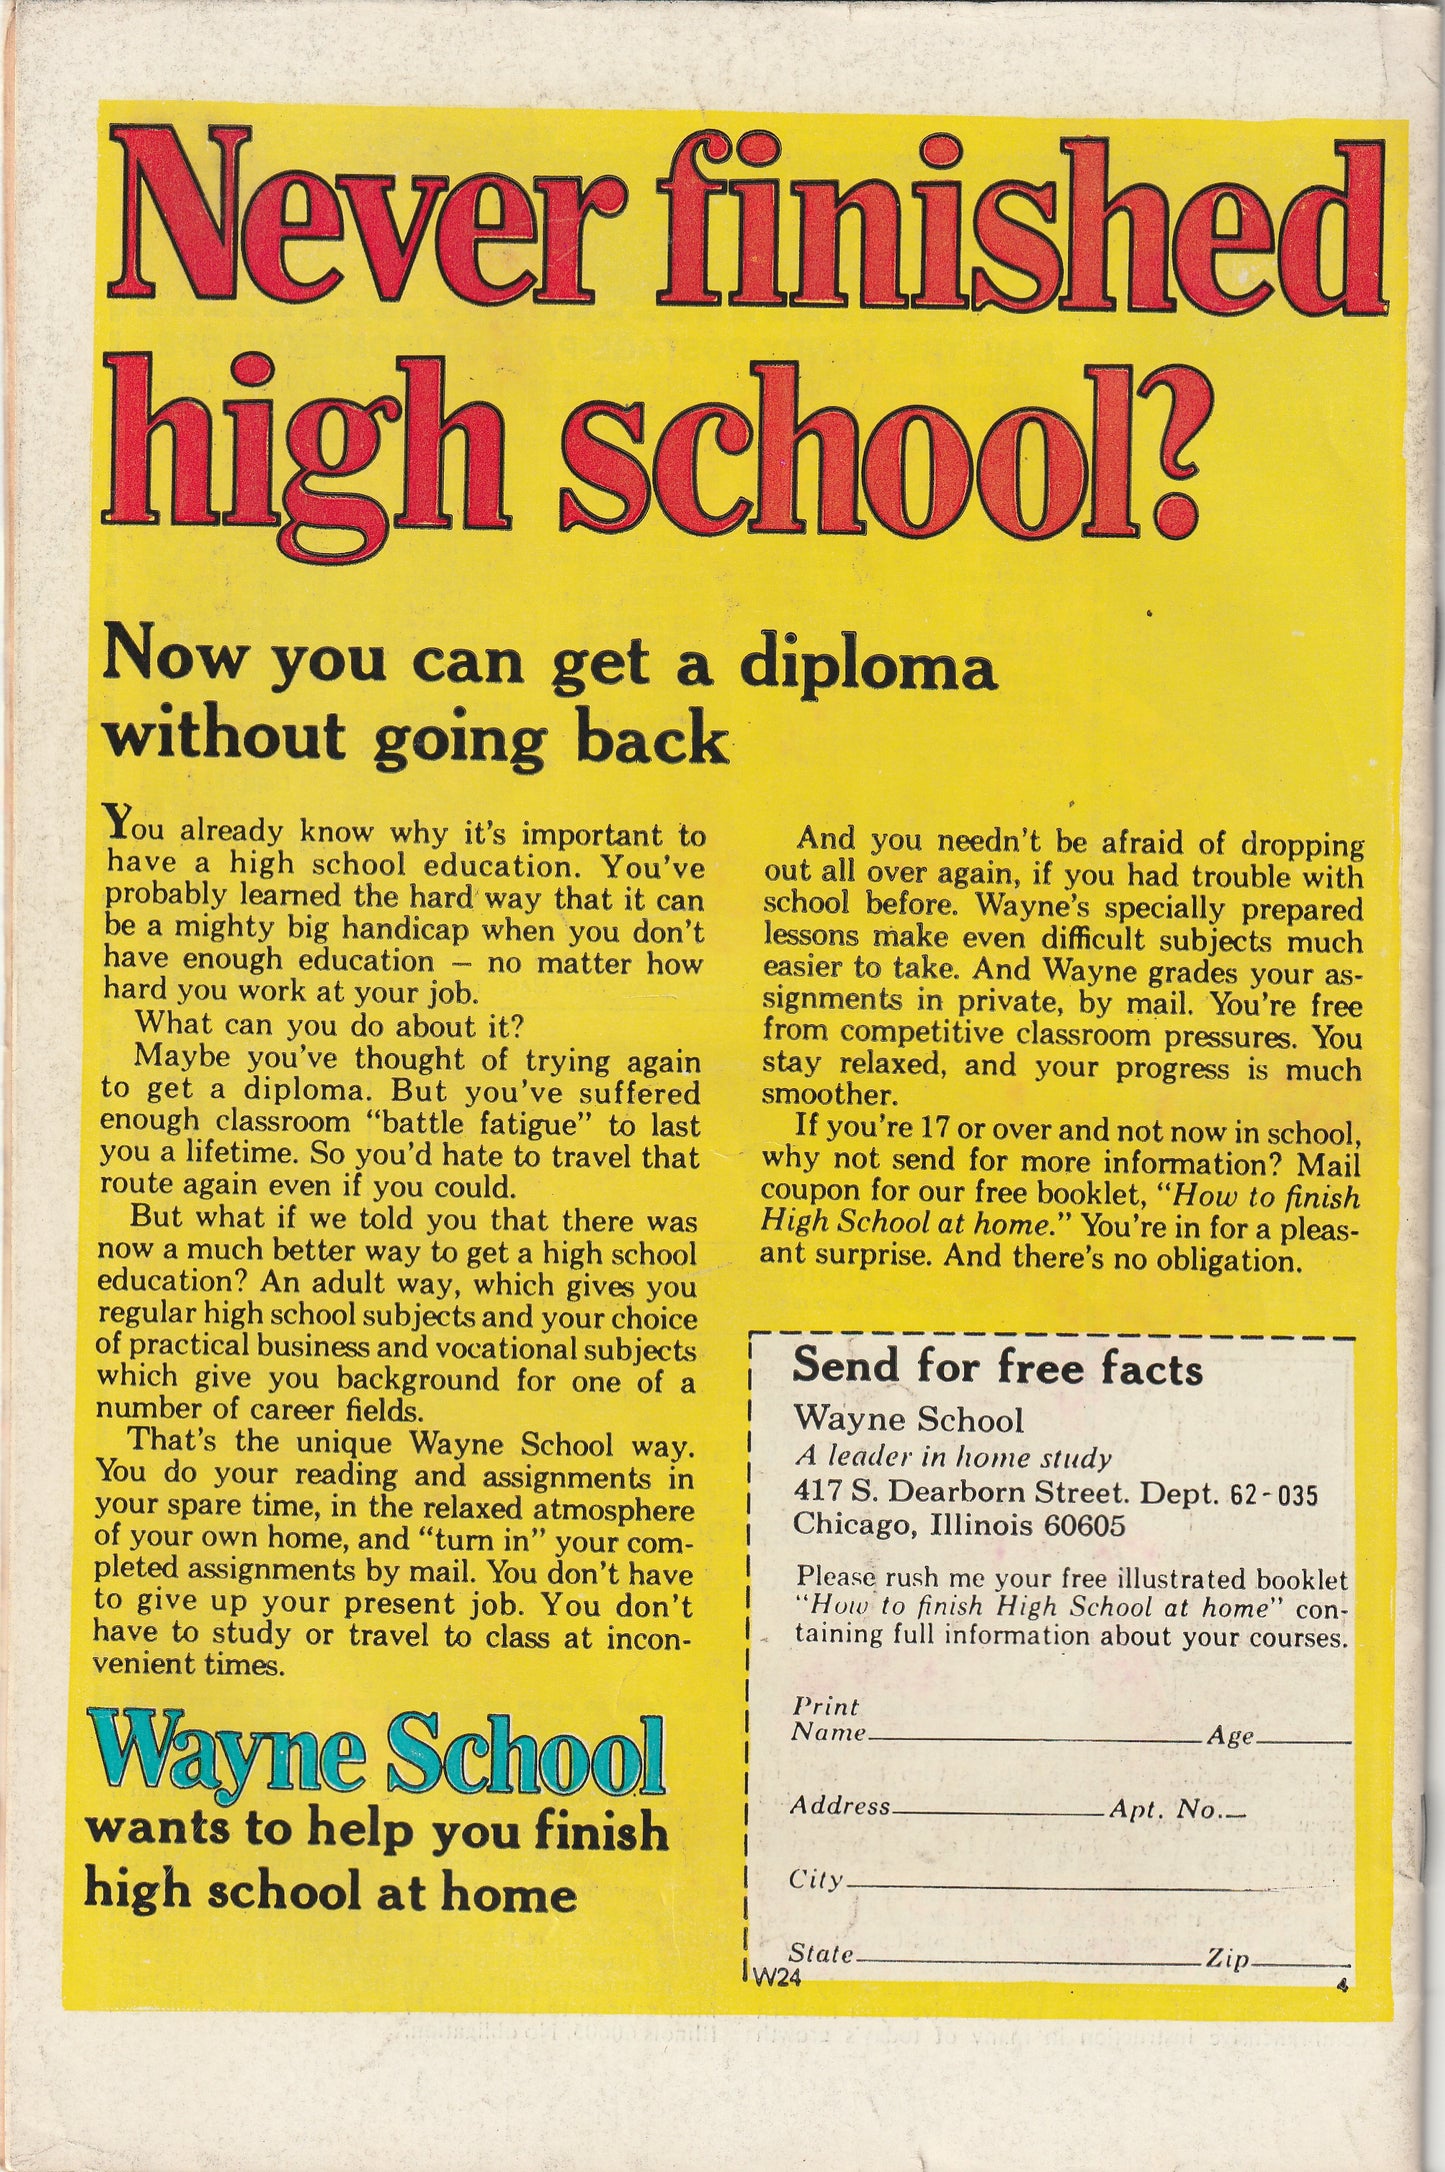 Never finished
high school?
Now you can get a diploma
without going back
You already know why it's important to
have a high school education. You've
probably learned the hard way that it can
be a mighty big handicap when you don't
have enough education – no matter how
hard you work at your job.
What can you do about it?
Maybe you've thought of trying again
to get a diploma. But you've suffered
enough classroom “battle fatigue” to last
you a lifetime. So you'd hate to travel that
route again even if you could.
But what if we told you that there was
now a much better way to get a high school
education? An adult way, which gives you
regular high school subjects and your choice
of practical business and vocational subjects
which give you background for one of a
number of career fields.
That's the unique Wayne School way.
You do your reading and assignments in
your spare time, in the relaxed atmosphere
of your own home, and “turn in” your com-
pleted assignments by mail. You don't have
to give up your present job. You don't
have to study or travel to class at incon-
venient times.
Wayne School
wants to help you finish
high school at home
And you needn't be afraid of dropping
out all over again, if you had trouble with
school before. Wayne's specially prepared
lessons make even difficult subjects much
easier to take. And Wayne grades your as-
signments in private, by mail. You're free
from competitive classroom pressures. You
stay relaxed, and your progress is much
smoother.
If you're 17 or over and not now in school,
why not send for more information? Mail
coupon for our free booklet, “How to finish
High School at home.” You're in for a pleas-
ant surprise. And there's no obligation.
Send for free facts
Wayne School
A leader in home study
417 S. Dearborn Street. Dept. 62-035
Chicago, Illinois 60605
Please rush me your free illustrated booklet
“How to finish High School at home” con-
taining full information about your courses.
Print
Name Age
Address Apt. No.
City
State Zip
W24 4